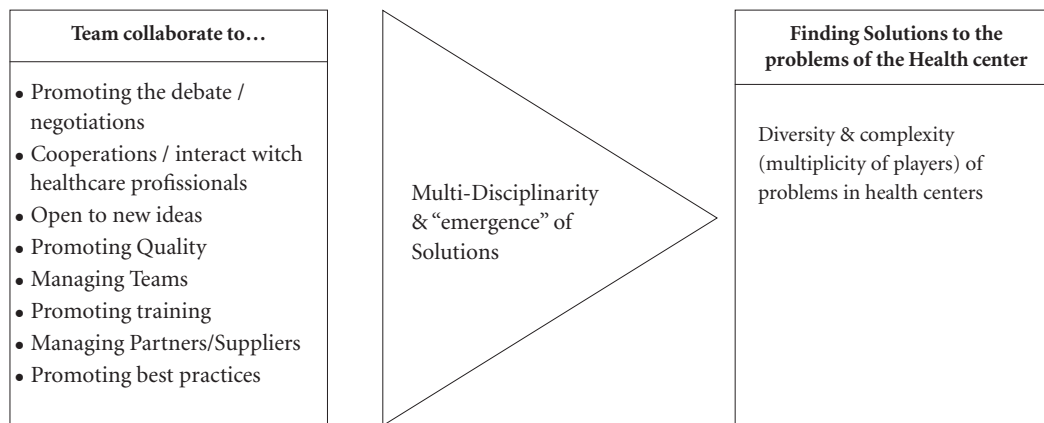 Team collaborate to…
• Promoting the debate /
negotiations
• Cooperations / interact witch
healthcare profissionals
• Open to new ideas
• Promoting Quality
• Managing Teams
• Promoting training
• Managing Partners/Suppliers
• Promoting best practices
Multi-Disciplinarity
& “emergence” of
Solutions
Finding Solutions to the
problems of the Health center
Diversity & complexity
(multiplicity of players) of
problems in health centers